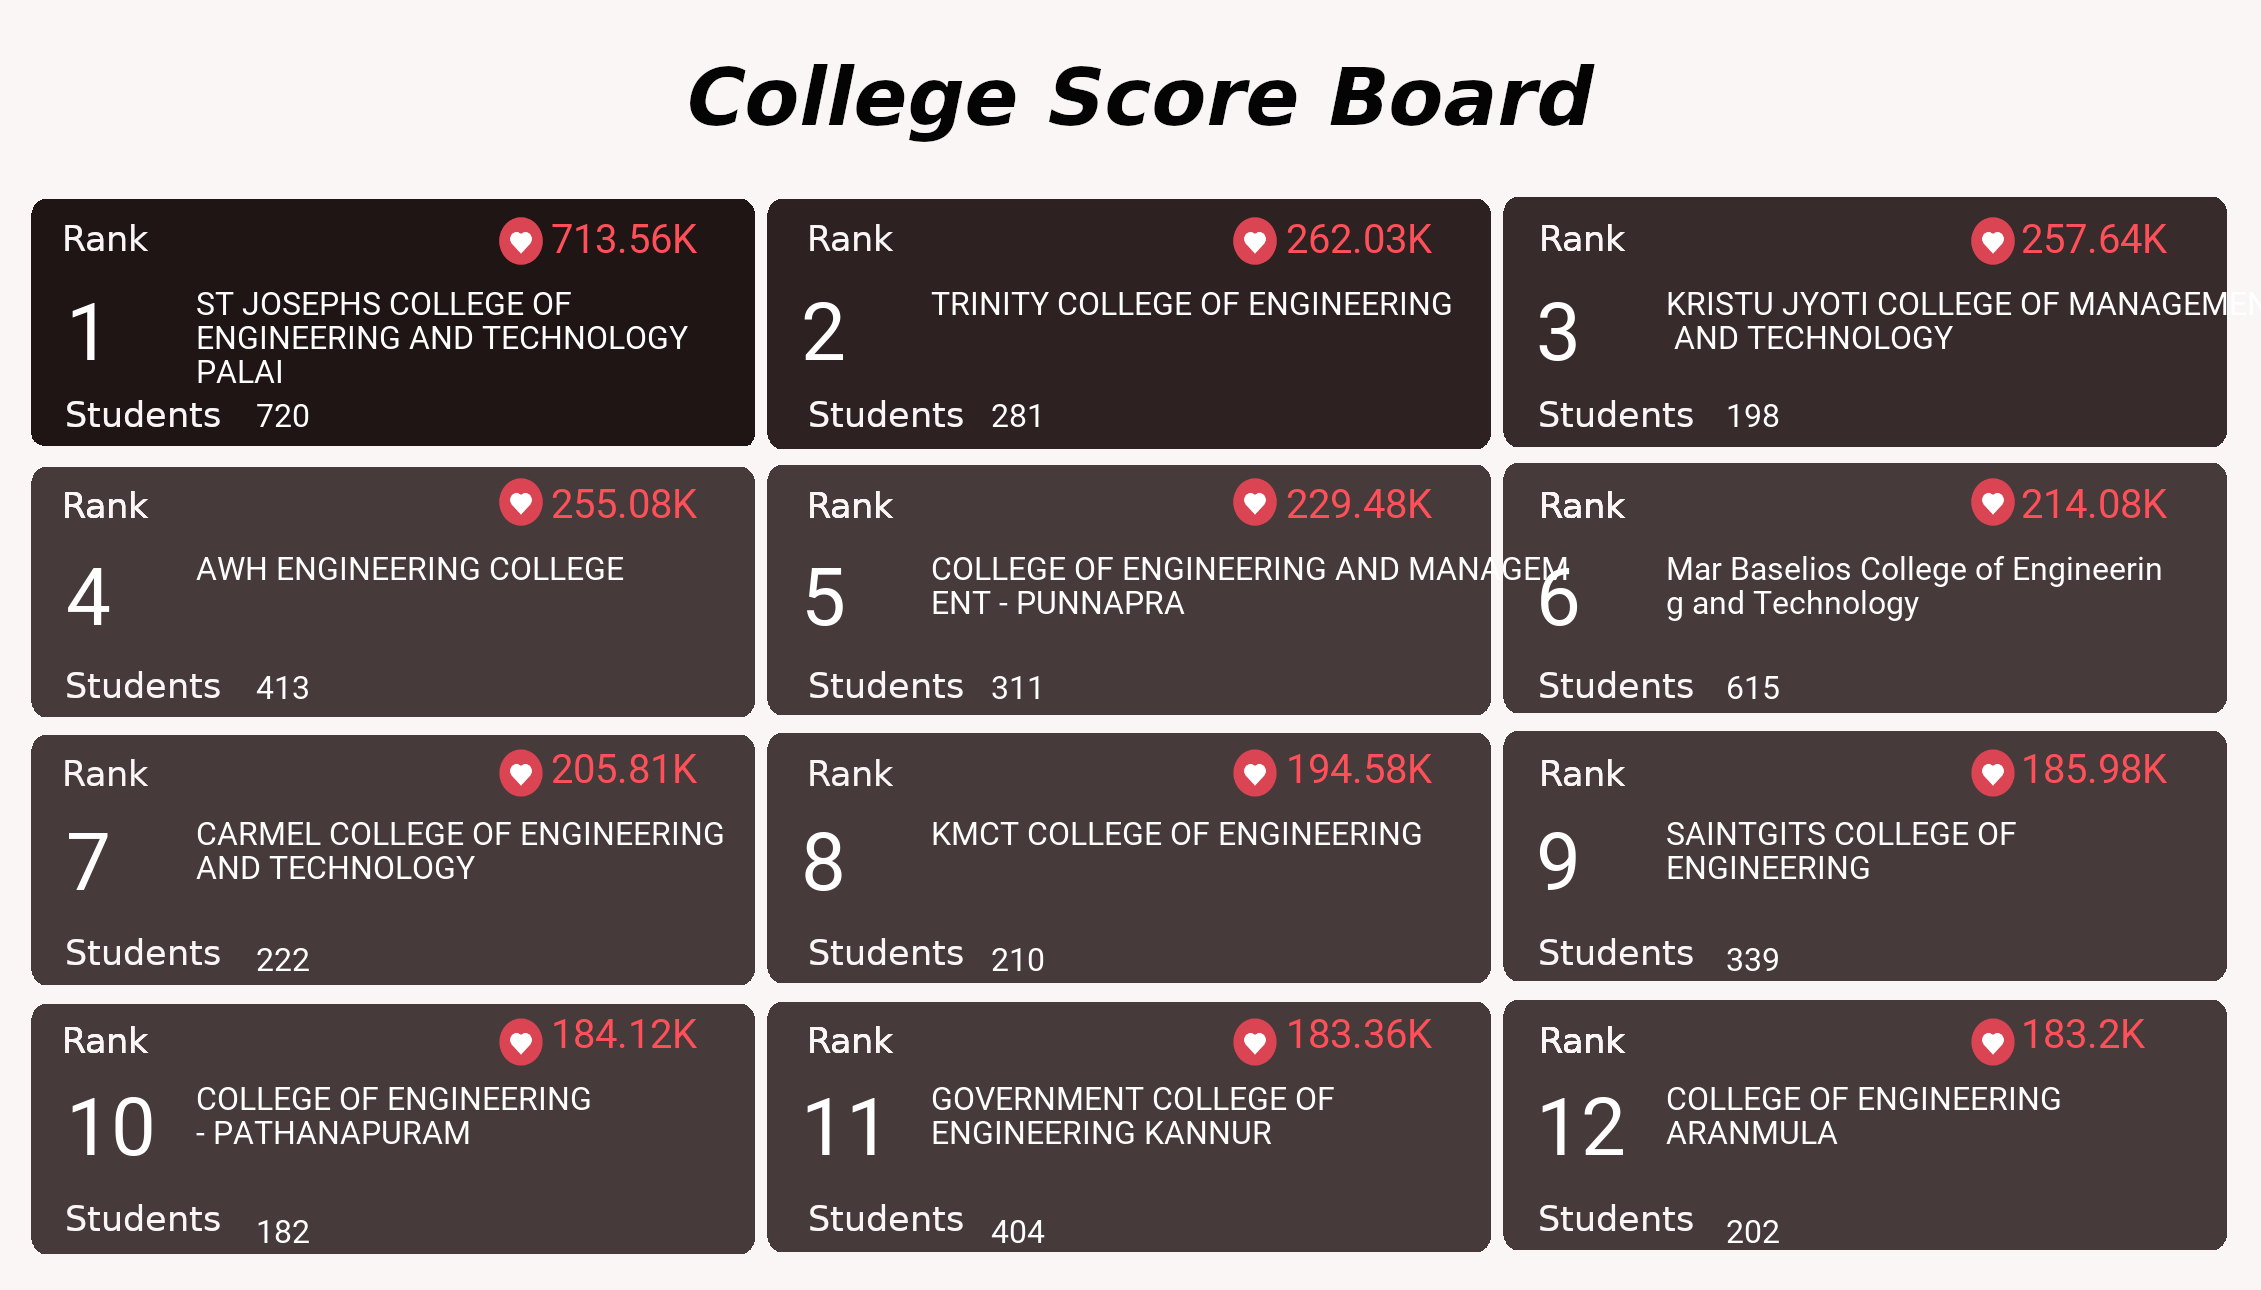 College Score Board
Rank
713.56K
1
ST JOSEPHS COLLEGE OF
ENGINEERING AND TECHNOLOGY
PALAI
Students 720
Rank
262.03K
2
TRINITY COLLEGE OF ENGINEERING
Students 281
Rank
257.64K
3
KRISTU JYOTI COLLEGE OF MANAGEMEN
AND TECHNOLOGY
Students 198
Rank
255.08K
4
AWH ENGINEERING COLLEGE
Students 413
Rank
229.48K
5
COLLEGE OF ENGINEERING AND MANAGEM
ENT - PUNNAPRA
Students 311
Rank
214.08K
6
Mar Baselios College of Engineerin
g and Technology
Students 615
Rank
205.81K
7
CARMEL COLLEGE OF ENGINEERING
AND TECHNOLOGY
Students 222
Rank
194.58K
8
KMCT COLLEGE OF ENGINEERING
Students 210
Rank
185.98K
9
SAINTGITS COLLEGE OF
ENGINEERING
Students 339
Rank
184.12K
10
COLLEGE OF ENGINEERING
- PATHANAPURAM
Students 182
Rank
183.36K
11
GOVERNMENT COLLEGE OF
ENGINEERING KANNUR
Students 404
Rank
183.2K
12
COLLEGE OF ENGINEERING
ARANMULA
Students 202